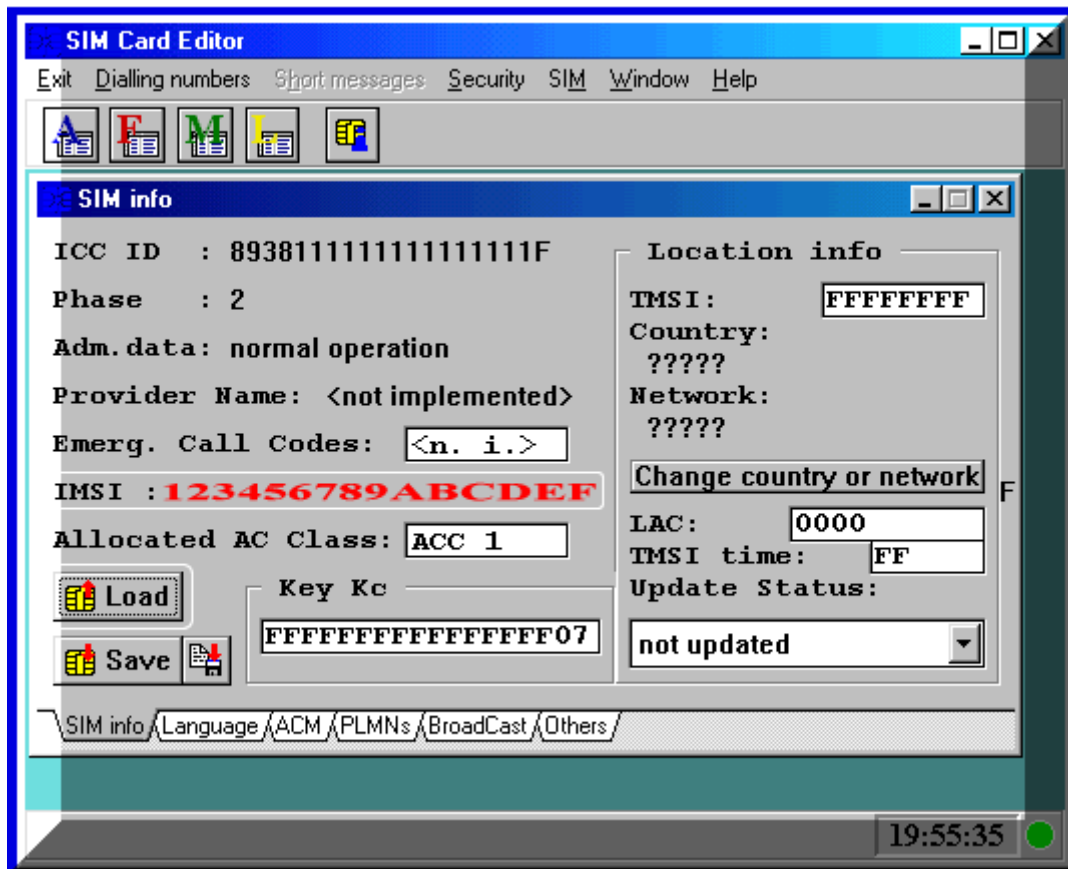 SIM Card Editor
Exit Dialling numbers Short messages Security SIM Window Help
A F M L
SIM info
ICC ID : 8938111111111111111F
Phase : 2
Adm.data: normal operation
Provider Name: <not implemented>
Emerg. Call Codes: <n. i.>
IMSI :123456789ABCDEF
Allocated AC Class: ACC 1
Load
Save
Key Kc
FFFFFFFFFFFFFFFF07
Location info
TMSI: FFFFFFFF
Country:
?????
Network:
?????
Change country or network
F
LAC: 0000
TMSI time: FF
Update Status:
not updated
SIM info Language ACM PLMNs BroadCast Others
19:55:35